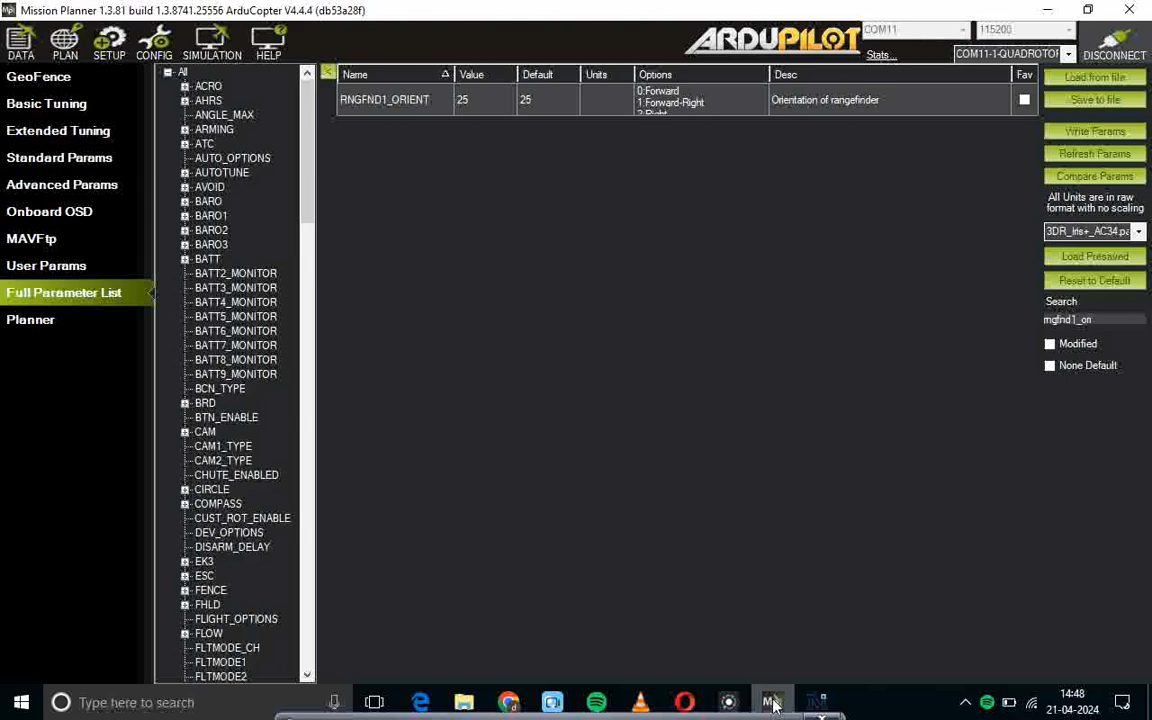 Mission Planner 1.3.81 build 1.3.8741.25556 ArduCopter V4.4.4 (db53a28f)
DATA PLAN SETUP CONFIG SIMULATION HELP
ARDUPILOT
COM11 115200
Stats... COM11-1-QUADROTOR DISCONNECT
GeoFence
Basic Tuning
Extended Tuning
Standard Params
Advanced Params
Onboard OSD
MAVFtp
User Params
Full Parameter List
Planner
All
ACRO
AHRS
ANGLE_MAX
ARMING
ATC
AUTO_OPTIONS
AUTOTUNE
AVOID
BARO
BARO1
BARO2
BARO3
BATT
BATT2_MONITOR
BATT3_MONITOR
BATT4_MONITOR
BATT5_MONITOR
BATT6_MONITOR
BATT7_MONITOR
BATT8_MONITOR
BATT9_MONITOR
BCN_TYPE
BRD
BTN_ENABLE
CAM
CAM1_TYPE
CAM2_TYPE
CHUTE_ENABLED
CIRCLE
COMPASS
CUST_ROT_ENABLE
DEV_OPTIONS
DISARM_DELAY
EK3
ESC
FENCE
FHLD
FLIGHT_OPTIONS
FLOW
FLTMODE_CH
FLTMODE1
FLTMODE2
Name Value Default Units Options Desc Fav
RNGFND1_ORIENT 25 25 0:Forward Orientation of rangefinder
1:Forward-Right
2:Right
Load from file
Save to file
Write Params
Refresh Params
Compare Params
All Units are in raw
format with no scaling
3DR_Iris+_AC34.pa
Load Presaved
Reset to Default
Search
rngfnd1_ori
Modified
None Default
Type here to search
14:48
21-04-2024